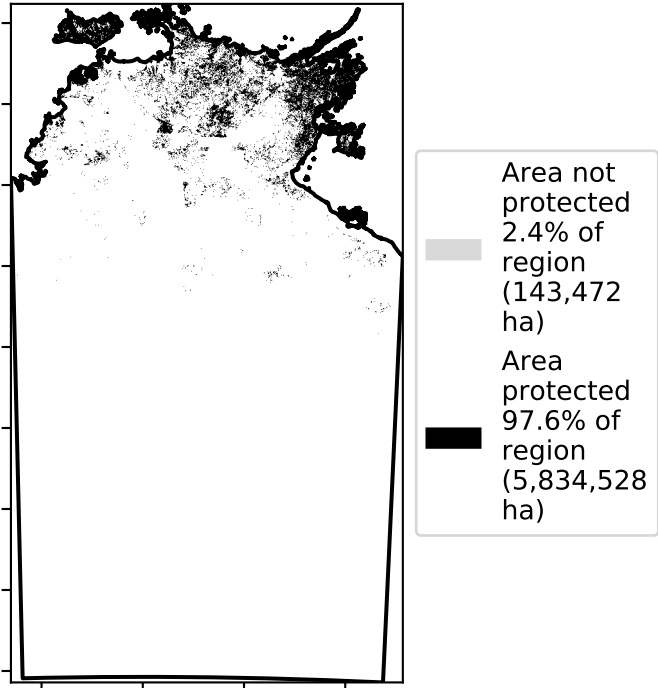 Area not
protected
2.4% of
region
(143,472
ha)
Area
protected
97.6% of
region
(5,834,528
ha)